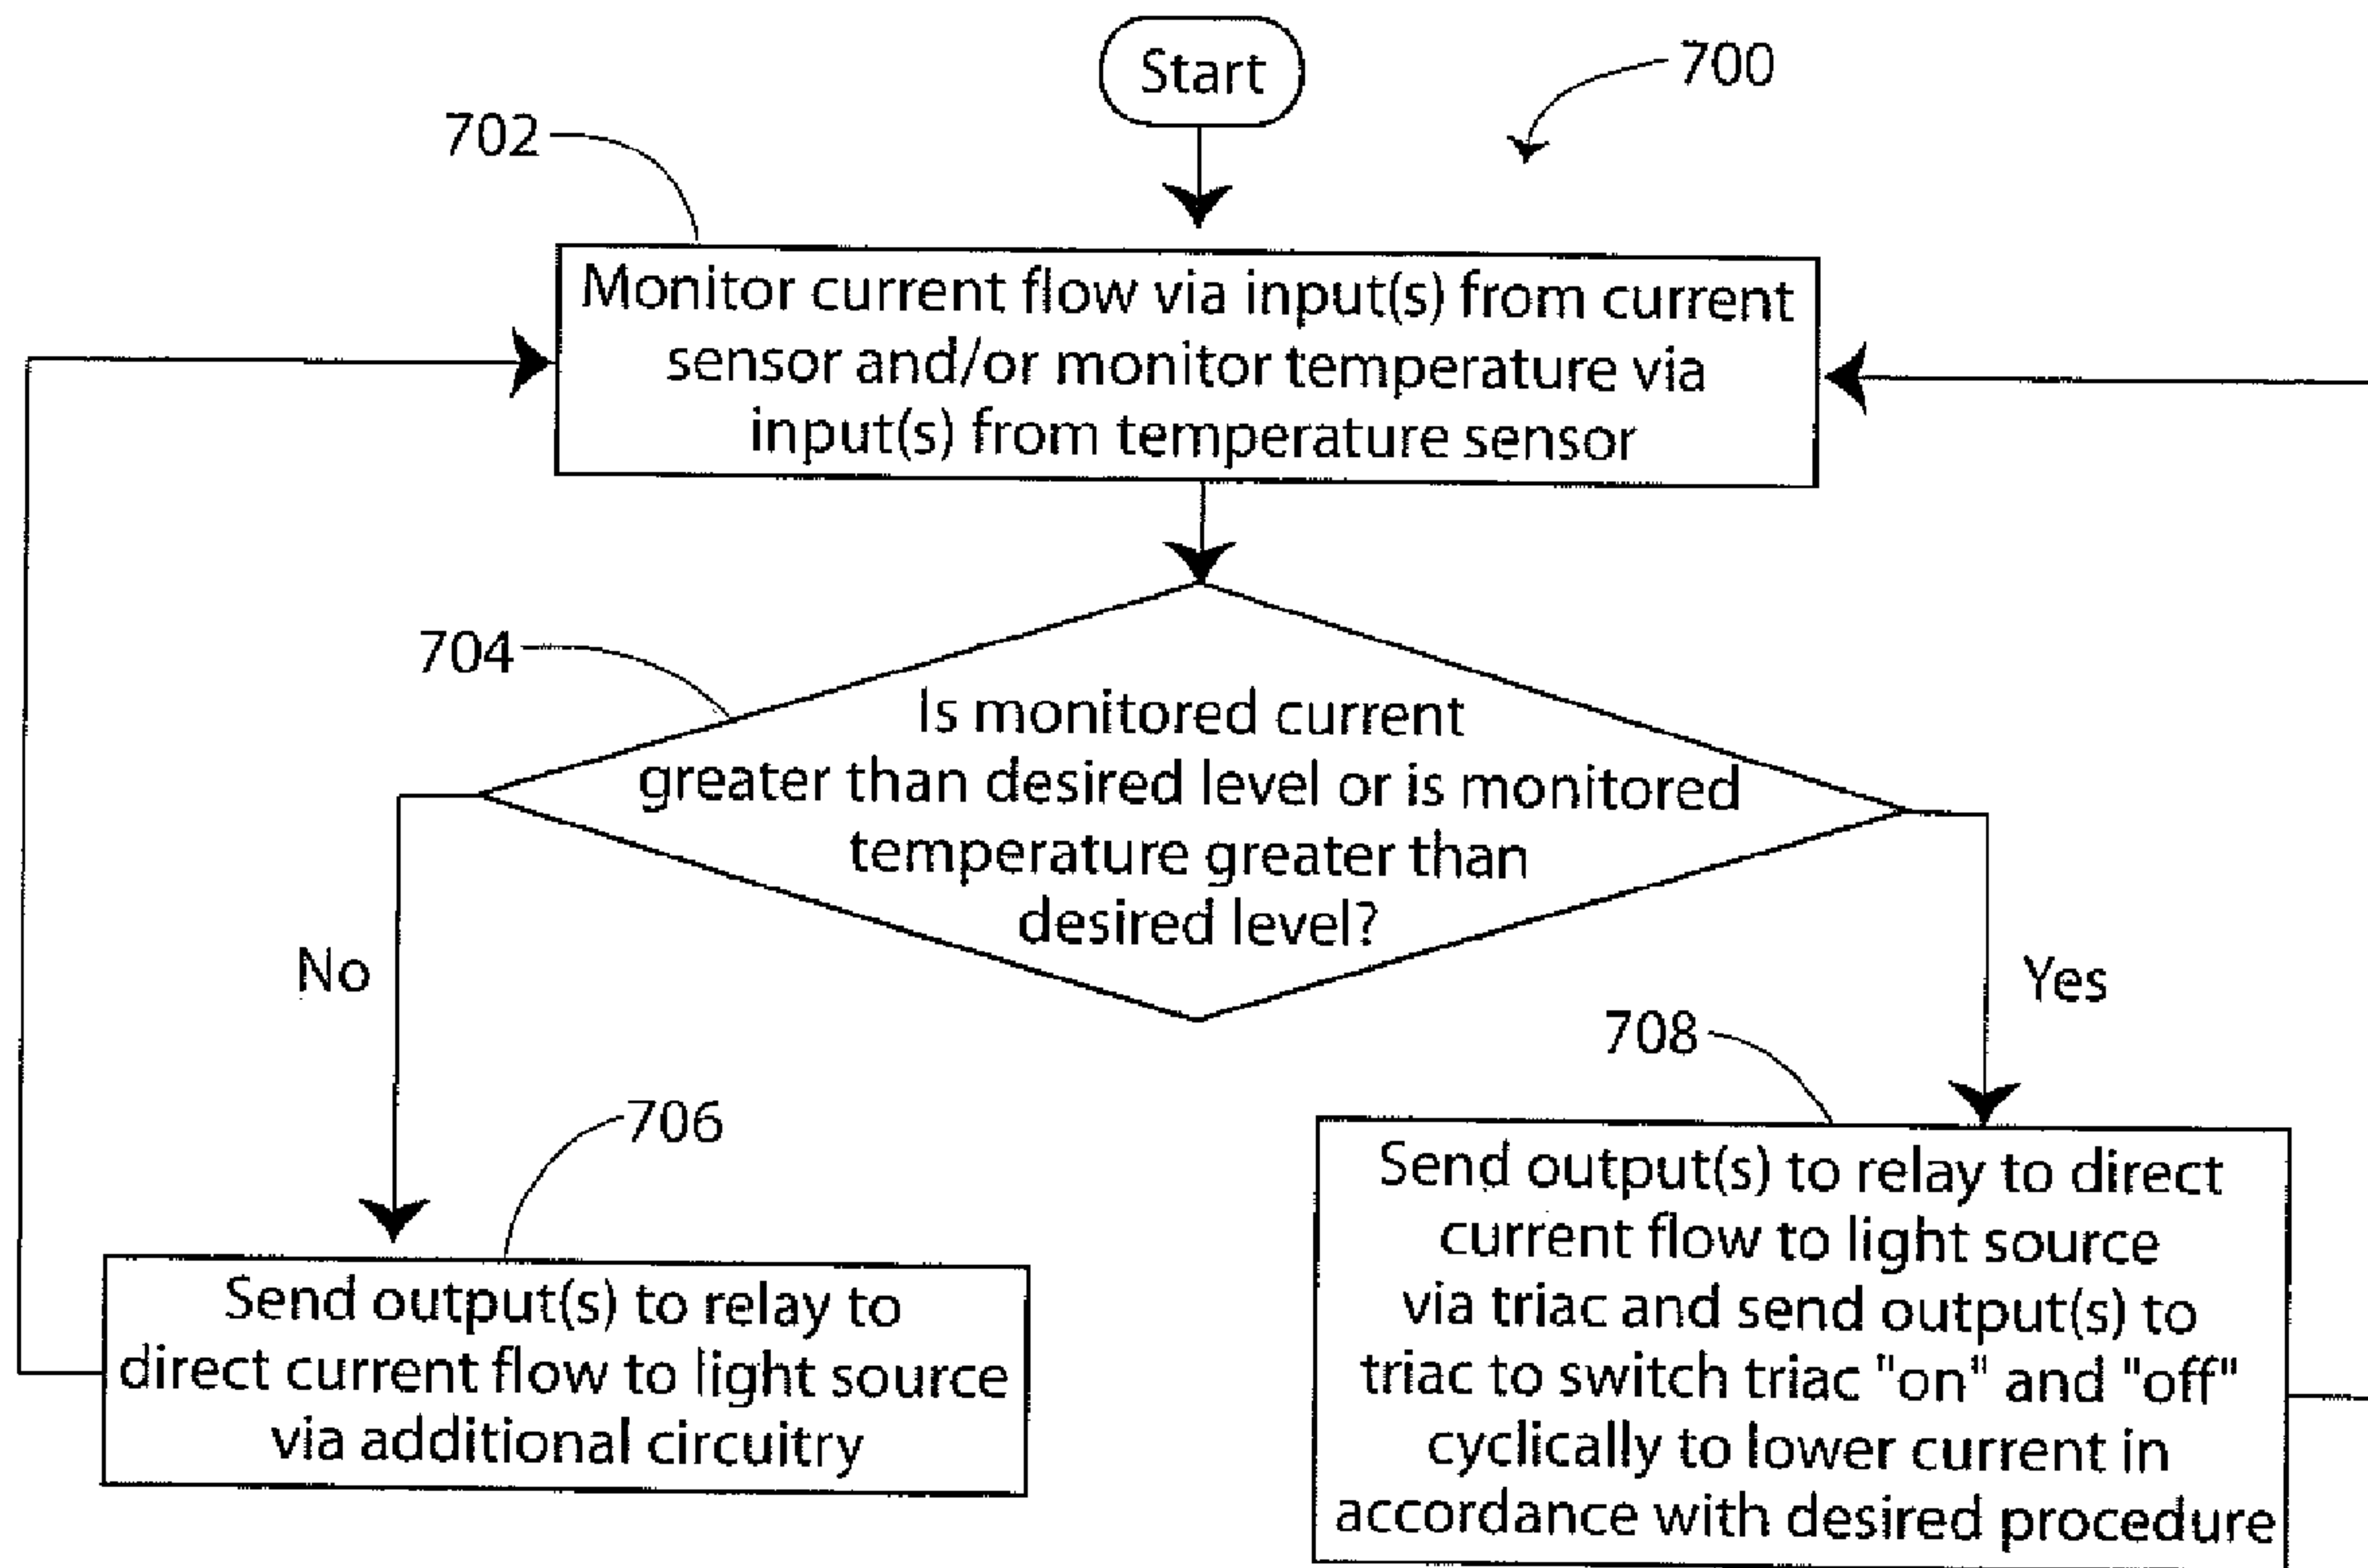 Start
700
702
Monitor current flow via input(s) from current
sensor and/or monitor temperature via
input(s) from temperature sensor
704
Is monitored current
greater than desired level or is monitored
temperature greater than
desired level?
No
Yes
706
Send output(s) to relay to
direct current flow to light source
via additional circuitry
708
Send output(s) to relay to direct
current flow to light source
via triac and send output(s) to
triac to switch triac "on" and "off"
cyclically to lower current in
accordance with desired procedure